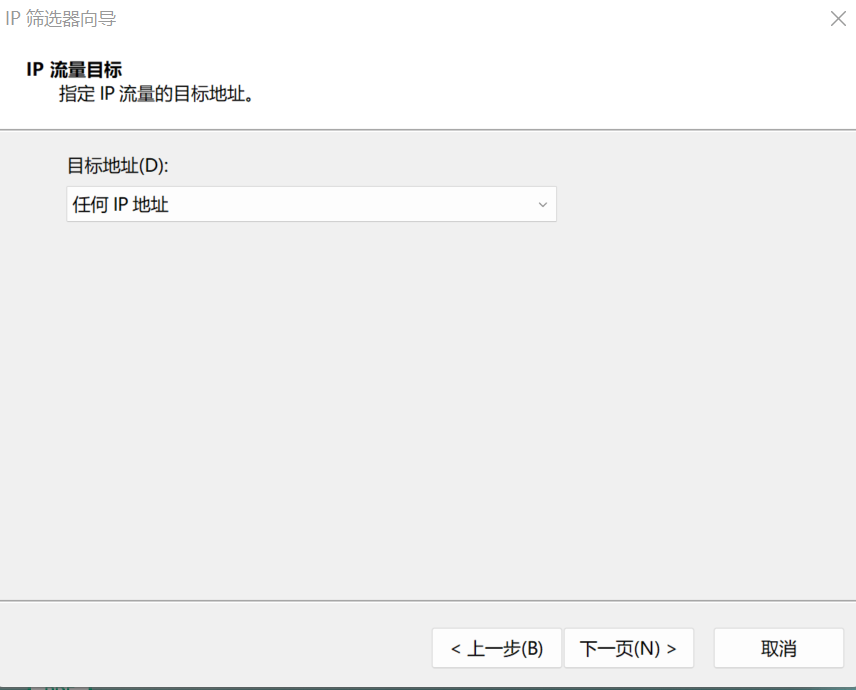 IP 筛选器向导
IP 流量目标
指定 IP 流量的目标地址。
目标地址(D):
任何 IP 地址
< 上一步(B)
下一页(N) >
取消